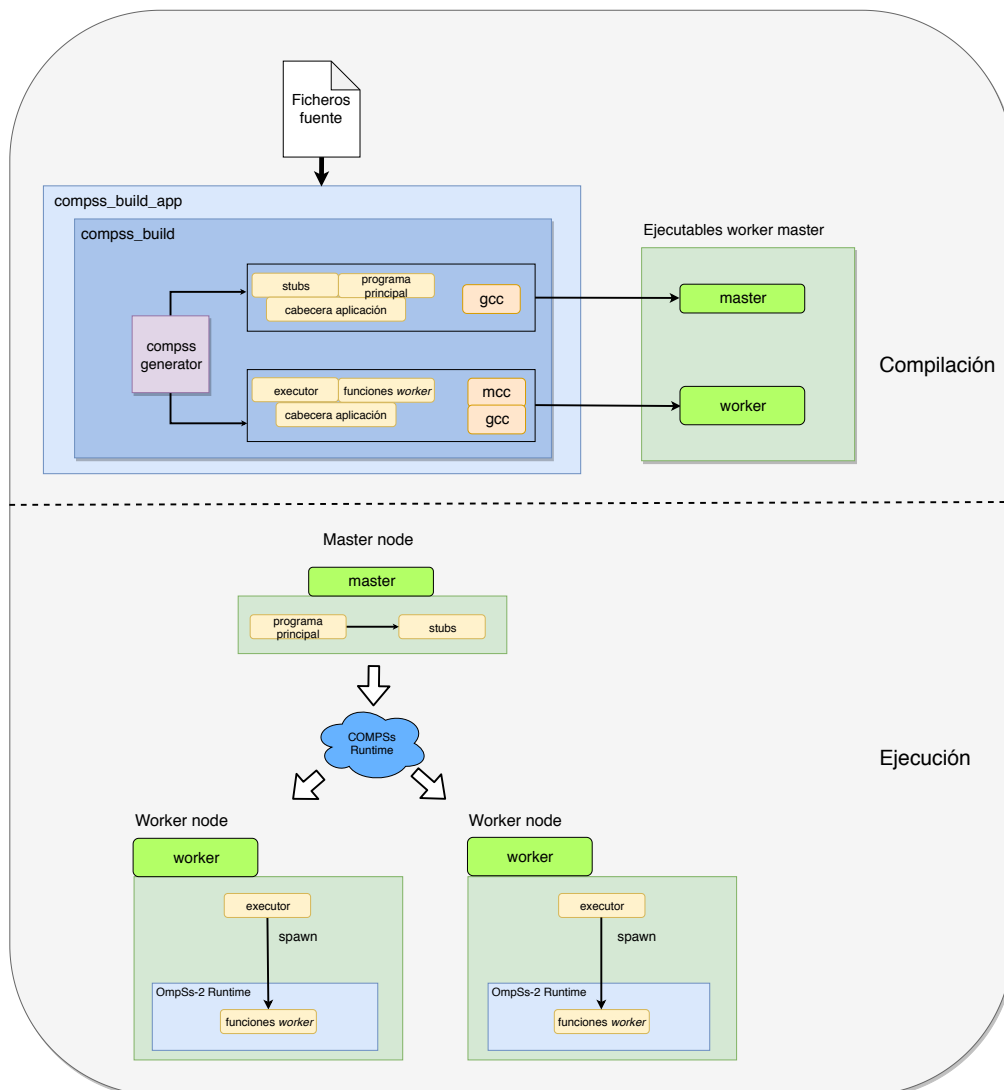 Ficheros
fuente
compss_build_app
compss_build
Ejecutables worker master
stubs
programa
principal
cabecera aplicación
gcc
master
compss
generator
Compilación
executor
funciones worker
cabecera aplicación
mcc
gcc
worker
Master node
master
programa
principal
stubs
COMPSs
Runtime
Ejecución
Worker node
worker
executor
spawn
OmpSs-2 Runtime
funciones worker
Worker node
worker
executor
spawn
OmpSs-2 Runtime
funciones worker